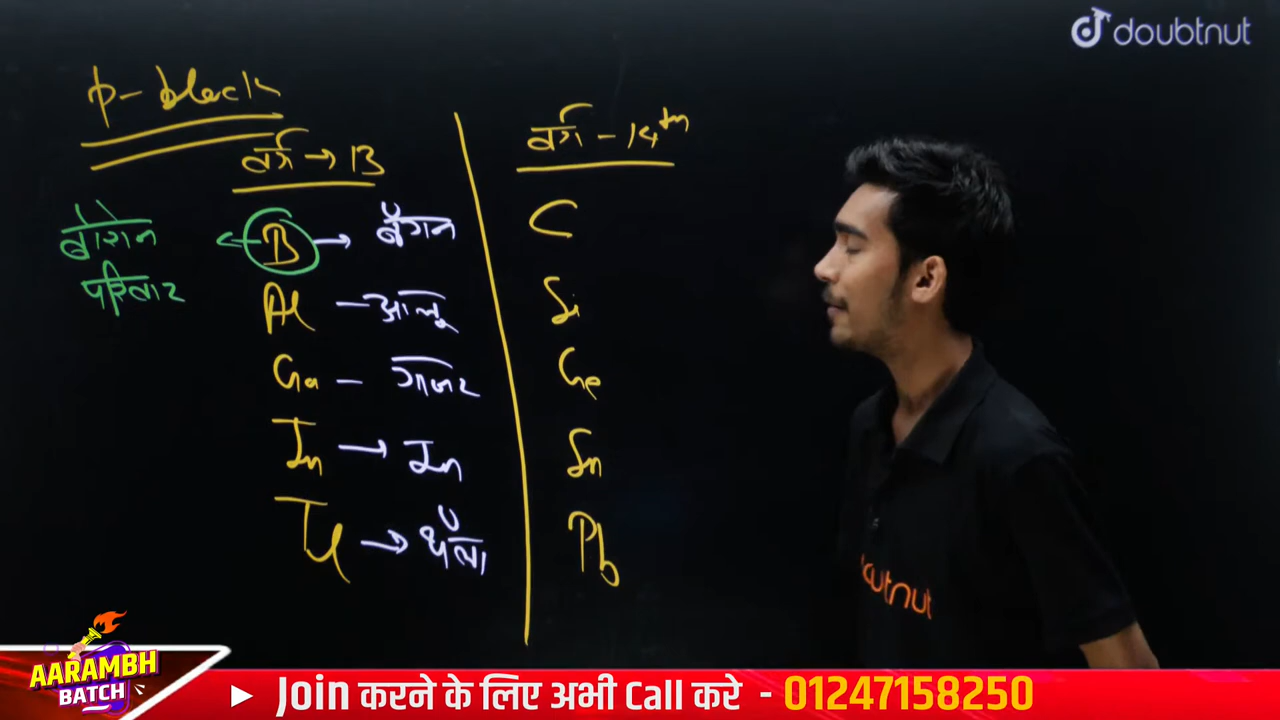 doubtnut
p-block
वर्ग → 13
बोरोन
परिवार
B → बैंगन
Al - आलू
Ga - गाजर
In → In
Tl → थैला
वर्ग - 14th
C
Si
Ge
Sn
Pb
outnut
AARAMBH
BATCH
Join करने के लिए अभी Call करे - 01247158250